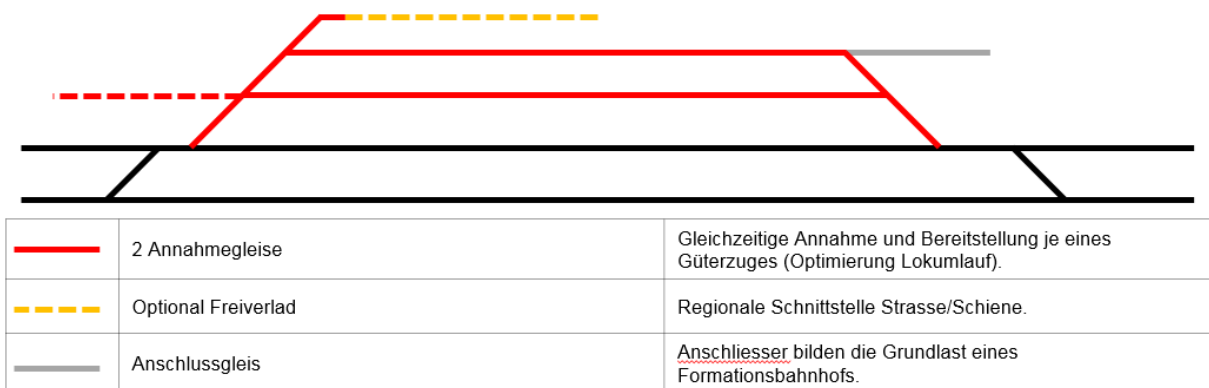 2 Annahmegleise
Gleichzeitige Annahme und Bereitstellung je eines
Güterzuges (Optimierung Lokumlauf).
Optional Freiverlad
Regionale Schnittstelle Strasse/Schiene.
Anschlussgleis
Anschliesser bilden die Grundlast eines
Formationsbahnhofs.